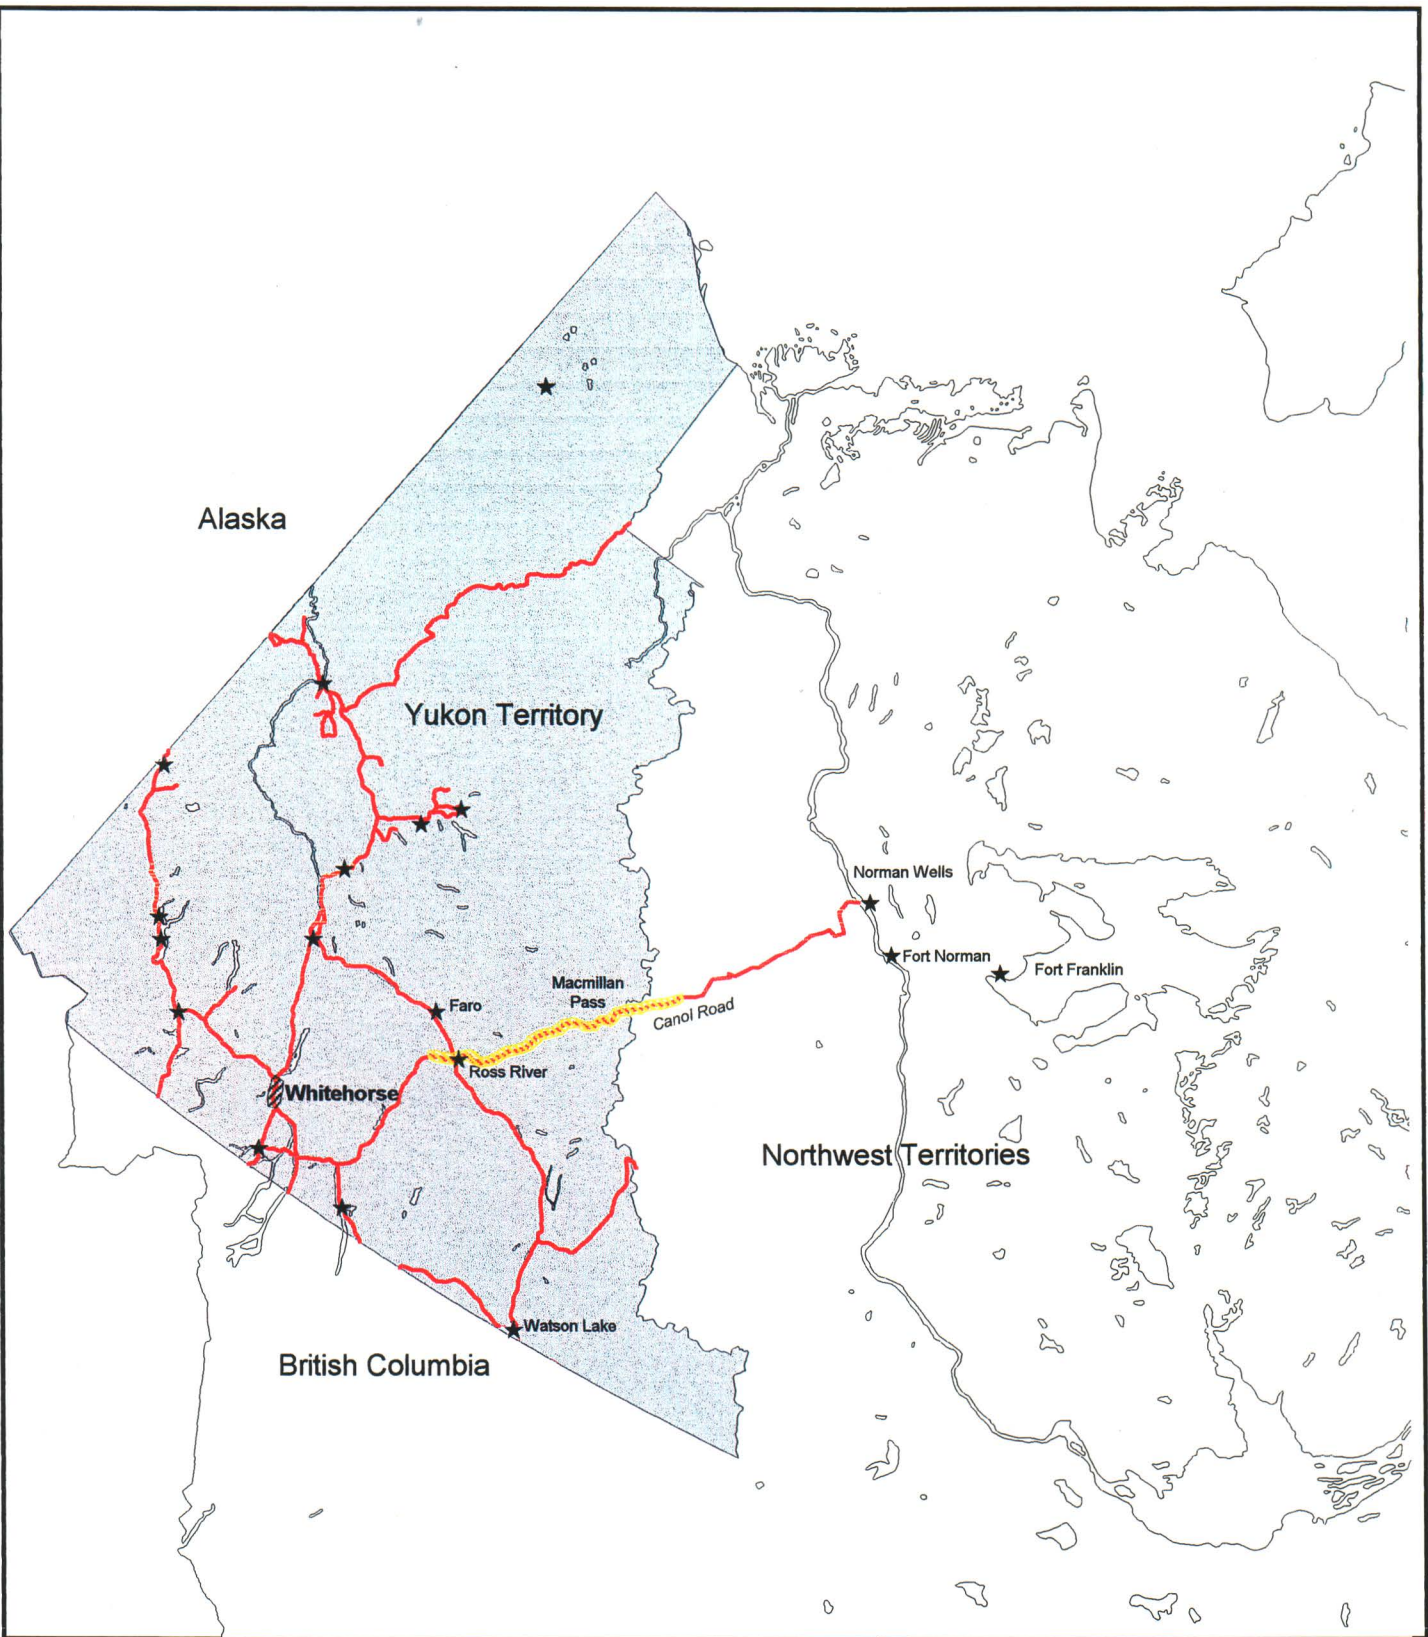 Alaska
Yukon Territory
Norman Wells
Fort Norman
Fort Franklin
Macmillan
Pass
Canol Road
Faro
Ross River
Whitehorse
Northwest Territories
Watson Lake
British Columbia